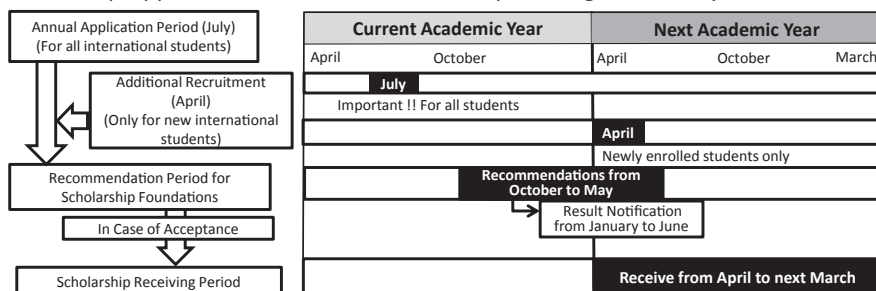 Annual Application Period (July)
(For all international students)
Additional Recruitment
(April)
(Only for new international
students)
Recommendation Period for
Scholarship Foundations
In Case of Acceptance
Scholarship Receiving Period
Current Academic Year
Next Academic Year
April
October
April
October
March
July
Important !! For all students
April
Newly enrolled students only
Recommendations from
October to May
Result Notification
from January to June
Receive from April to next March